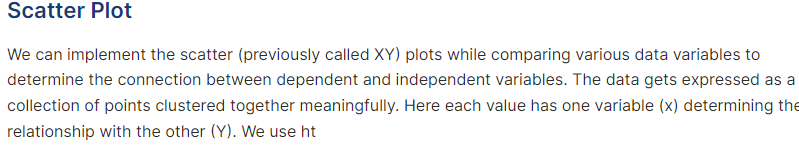 Scatter Plot
We can implement the scatter (previously called XY) plots while comparing various data variables to
determine the connection between dependent and independent variables. The data gets expressed as a
collection of points clustered together meaningfully. Here each value has one variable (x) determining the
relationship with the other (Y). We use ht